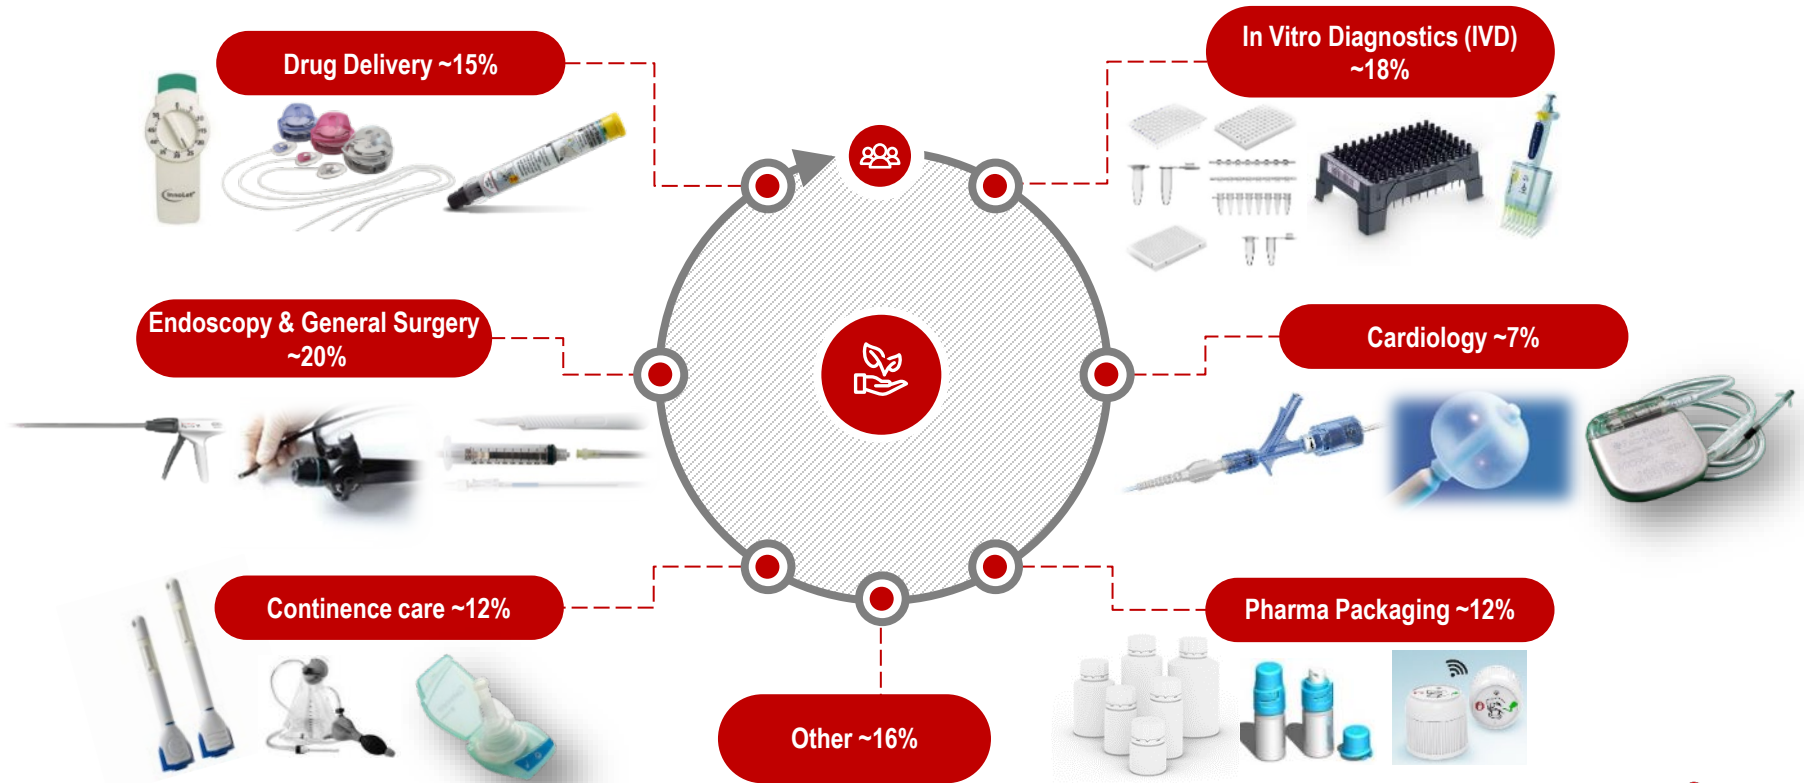 Drug Delivery ~15%
In Vitro Diagnostics (IVD)
~18%
Endoscopy & General Surgery
~20%
Cardiology ~7%
Continence care ~12%
Pharma Packaging ~12%
Other ~16%